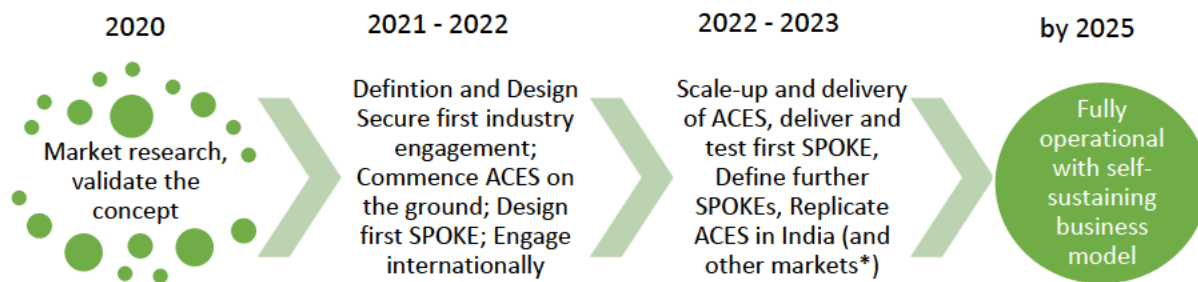 2020
Market research,
validate the
concept
2021 - 2022
Defintion and Design
Secure first industry
engagement;
Commence ACES on
the ground; Design
first SPOKE; Engage
internationally
2022 - 2023
Scale-up and delivery
of ACES, deliver and
test first SPOKE,
Define further
SPOKEs, Replicate
ACES in India (and
other markets*)
by 2025
Fully
operational
with self-
sustaining
business
model